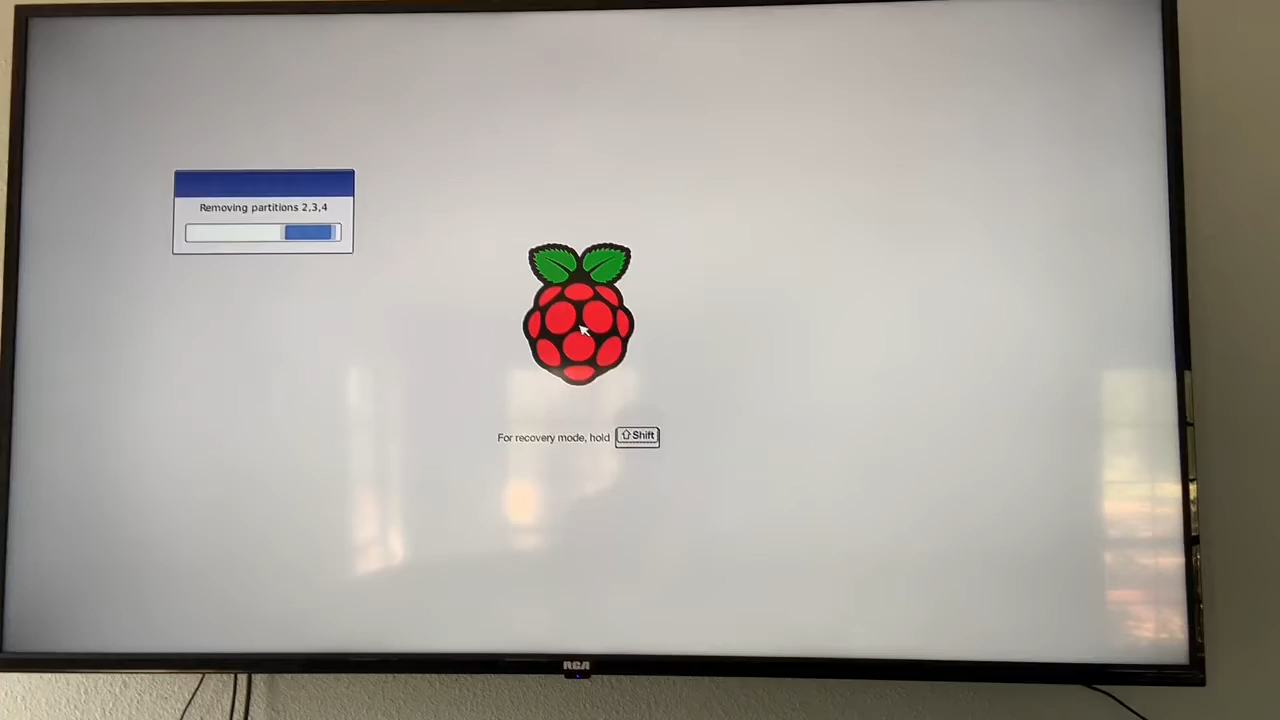 Removing partitions 2,3,4
For recovery mode, hold Shift
RCA